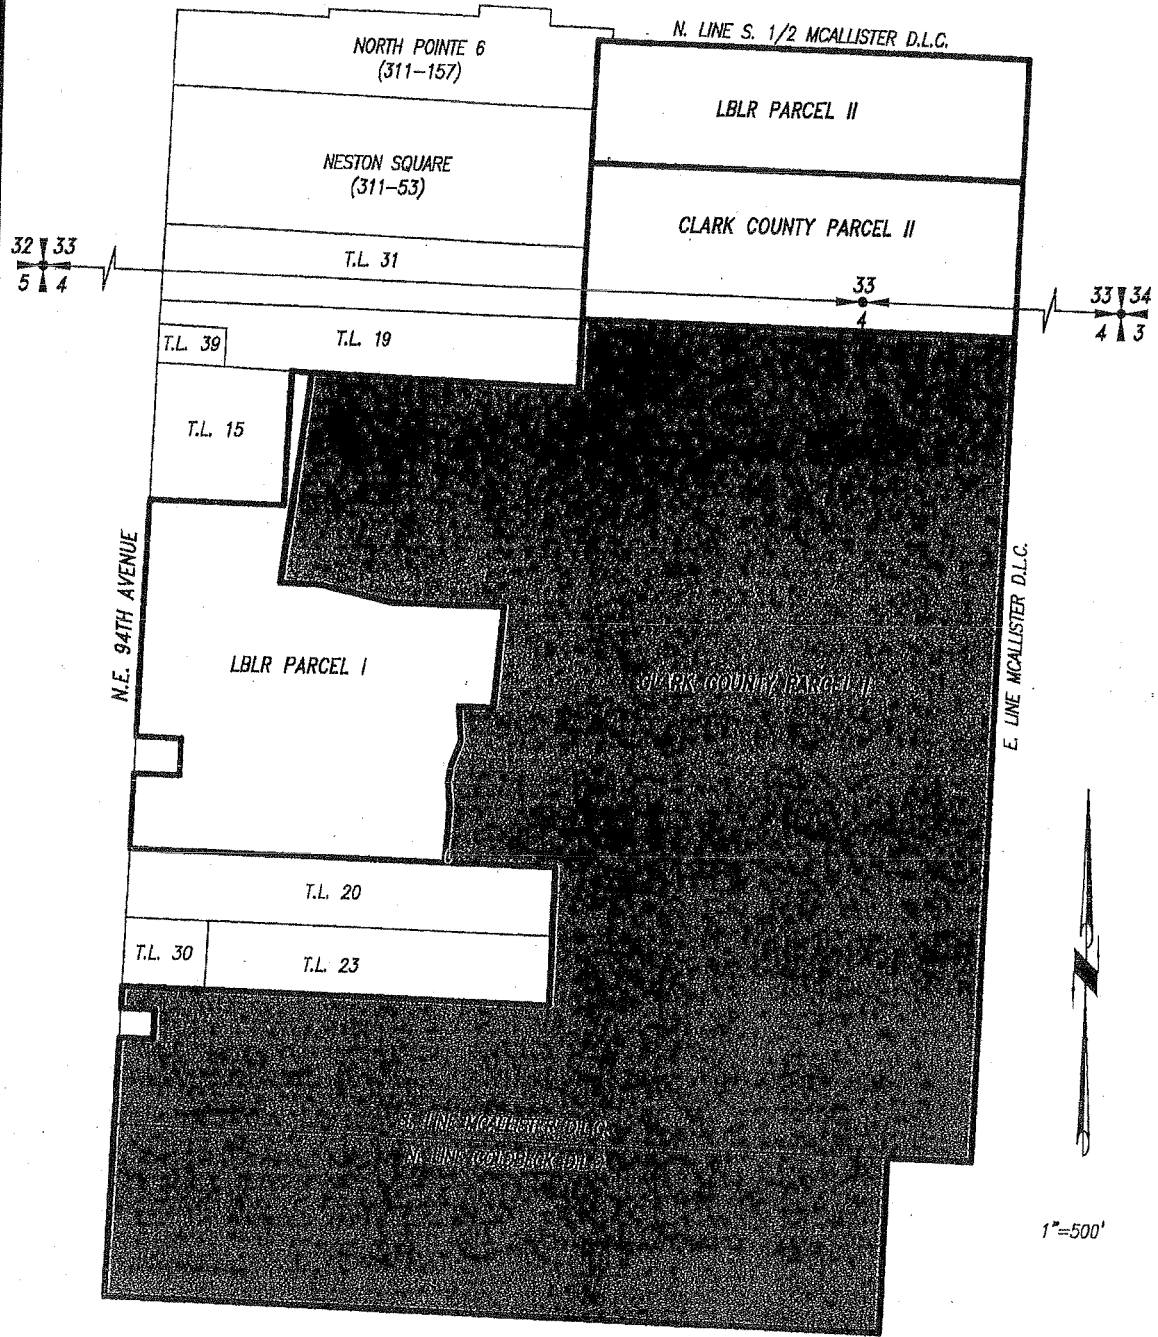 N. LINE S. 1/2 MCALLISTER D.L.C.
NORTH POINTE 6
(311-157)
LBLR PARCEL II
NESTON SQUARE
(311-53)
CLARK COUNTY PARCEL II
32 33
5 4
T.L. 31
33
4
33 34
4 3
T.L. 39
T.L. 19
T.L. 15
N.E. 94TH AVENUE
E. LINE MCALLISTER D.L.C.
LBLR PARCEL I
CLARK COUNTY PARCEL II
T.L. 20
T.L. 30
T.L. 23
S. LINE MCALLISTER D.L.C.
N. LINE
1"=500'